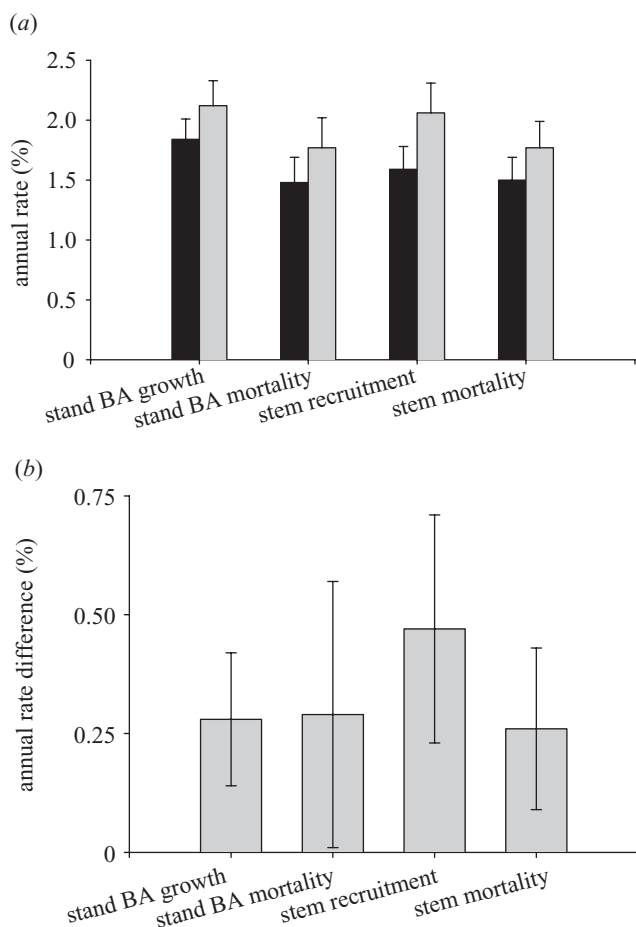 (a)
2.5
2.0
1.5
1.0
0.5
0
annual rate (%)
stand BA growth
stand BA mortality
stem recruitment
stem mortality
(b)
0.75
0.50
0.25
0
annual rate difference (%)
stand BA growth
stand BA mortality
stem recruitment
stem mortality